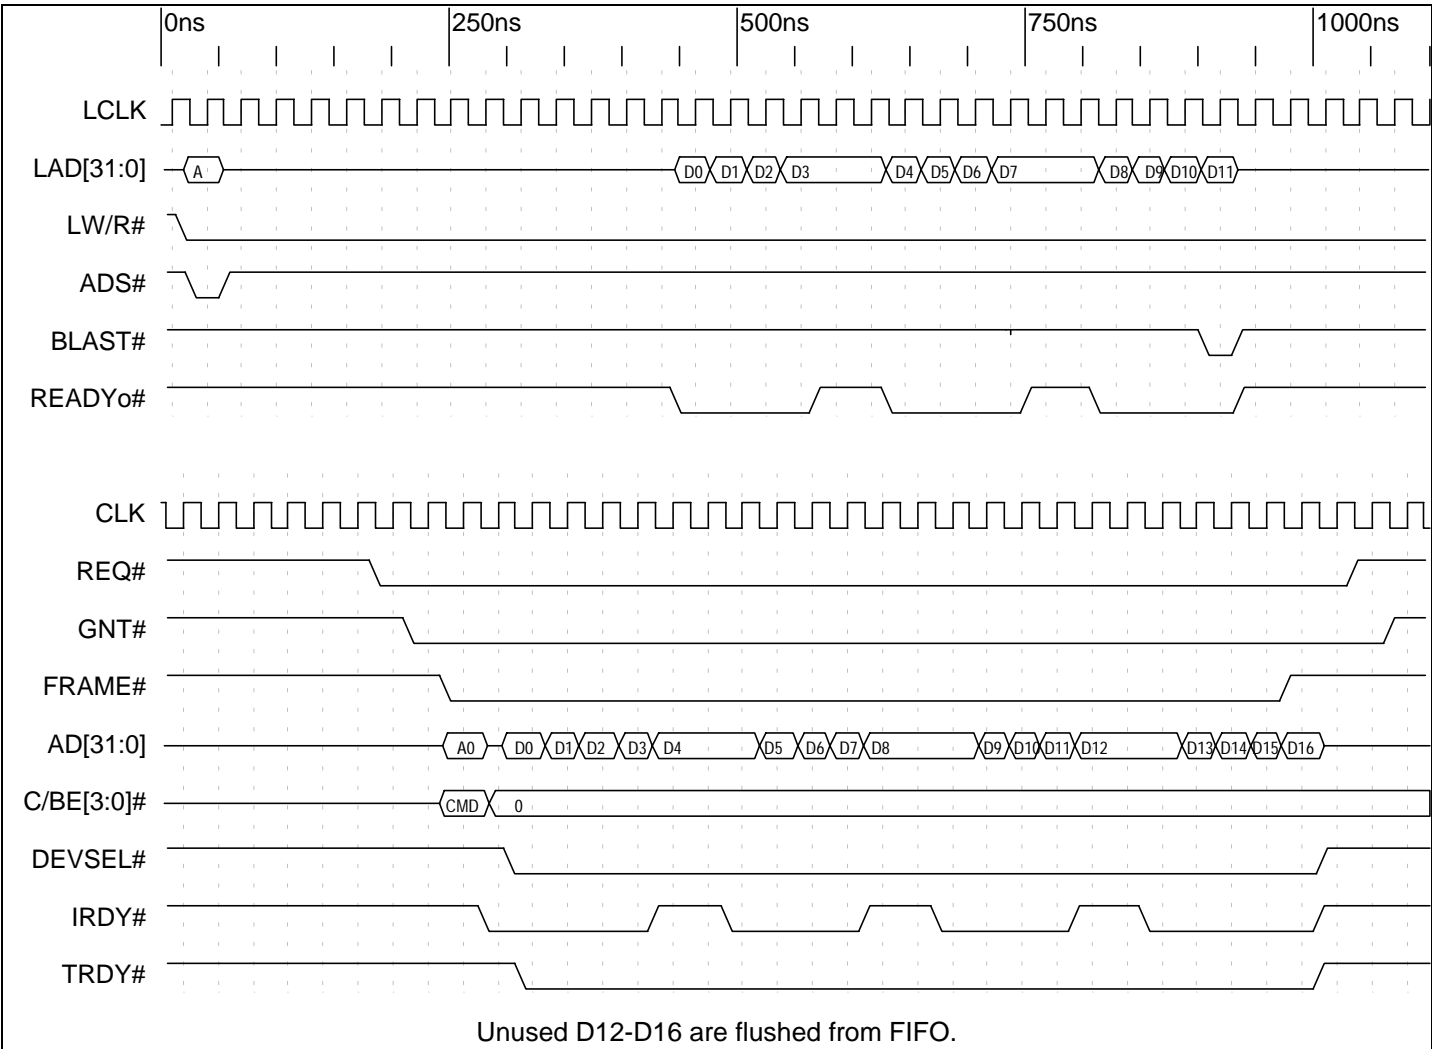 0ns 250ns 500ns 750ns 1000ns
LCLK
LAD[31:0] A D0 D1 D2 D3 D4 D5 D6 D7 D8 D9 D10 D11
LW/R#
ADS#
BLAST#
READYo#
CLK
REQ#
GNT#
FRAME#
AD[31:0] A0 D0 D1 D2 D3 D4 D5 D6 D7 D8 D9 D10 D11 D12 D13 D14 D15 D16
C/BE[3:0]# CMD 0
DEVSEL#
IRDY#
TRDY#
Unused D12-D16 are flushed from FIFO.